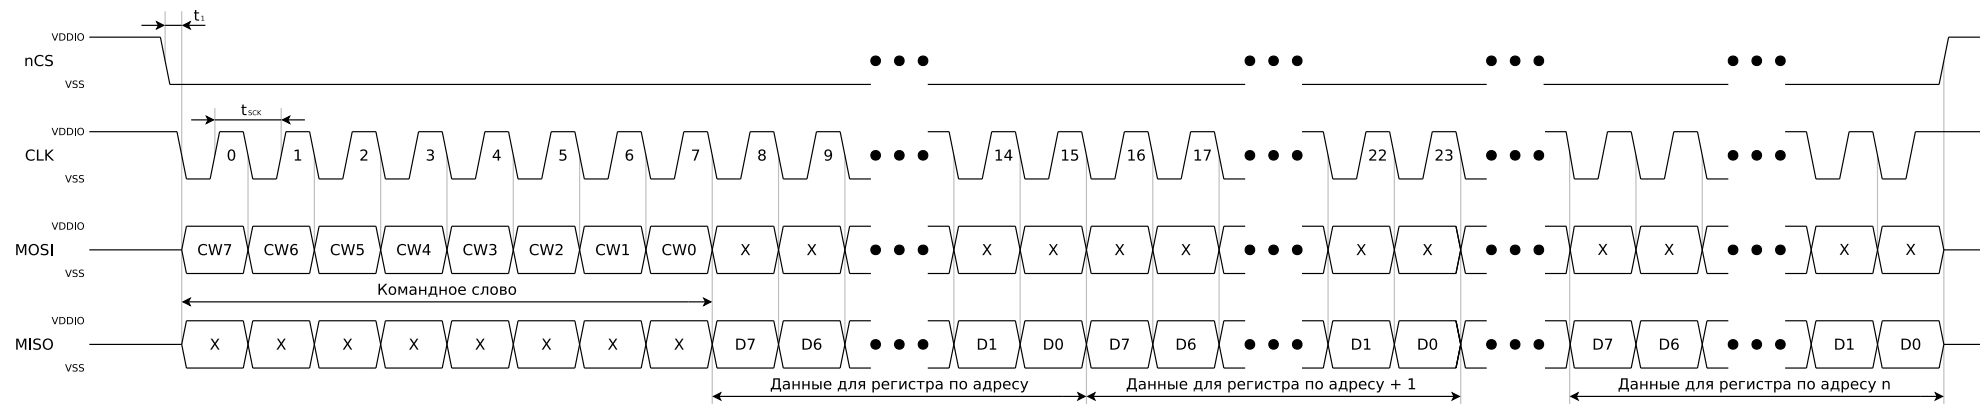 t₁
VDDIO
nCS
VSS
tSCK
VDDIO
CLK 0 1 2 3 4 5 6 7 8 9 14 15 16 17 22 23
VSS
VDDIO
MOSI CW7 CW6 CW5 CW4 CW3 CW2 CW1 CW0 X X X X X X X X X X X X
VSS
Командное слово
VDDIO
MISO X X X X X X X X D7 D6 D1 D0 D7 D6 D1 D0 D7 D6 D1 D0
VSS
Данные для регистра по адресу Данные для регистра по адресу + 1 Данные для регистра по адресу n